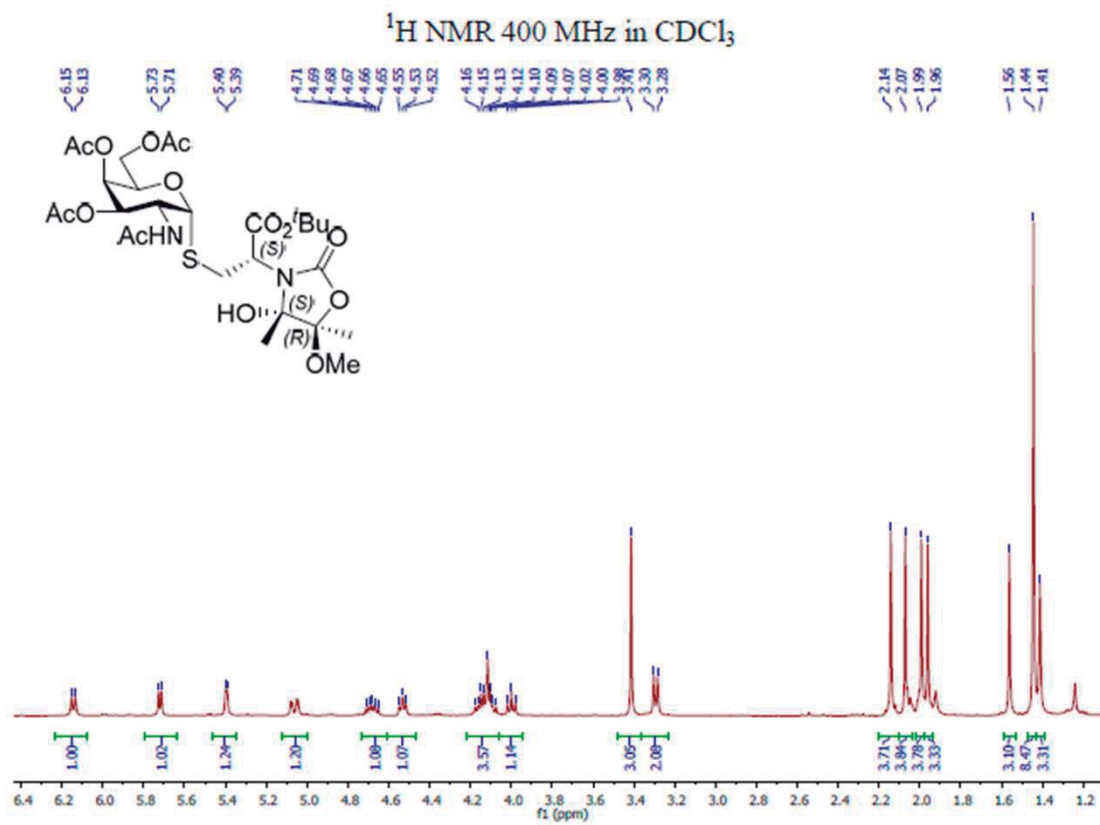 ¹H NMR 400 MHz in CDCl₃
6.15 6.13 5.73 5.71 5.40 5.39 4.71 4.69 4.68 4.67 4.66 4.65 4.55 4.53 4.52 4.16 4.15 4.13 4.12 4.10 4.09 4.07 4.02 4.00 3.98 3.41 3.30 3.28 2.14 2.07 1.99 1.96 1.56 1.44 1.41
AcO OAc
O
AcO
AcHN
S
CO₂ᵗBu
O
(S)
N
HO
(S)
O
(R)
OMe
1.00 1.02 1.24 1.20 1.08 1.07 3.57 1.14 3.05 2.08 3.71 3.84 3.78 3.33 3.10 8.47 3.31
6.4 6.2 6.0 5.8 5.6 5.4 5.2 5.0 4.8 4.6 4.4 4.2 4.0 3.8 3.6 3.4 3.2 3.0 2.8 2.6 2.4 2.2 2.0 1.8 1.6 1.4 1.2
f1 (ppm)